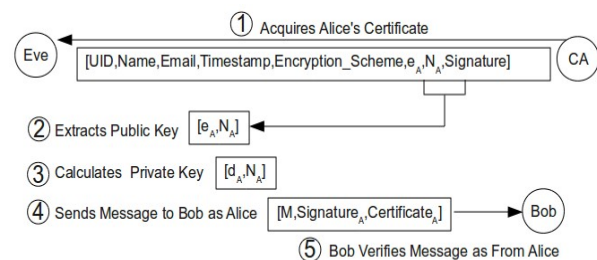 ① Acquires Alice's Certificate
Eve
CA
[UID,Name,Email,Timestamp,Encryption_Scheme,e_A,N_A,Signature]
② Extracts Public Key [e_A,N_A]
③ Calculates Private Key [d_A,N_A]
④ Sends Message to Bob as Alice [M,Signature_A,Certificate_A] Bob
⑤ Bob Verifies Message as From Alice